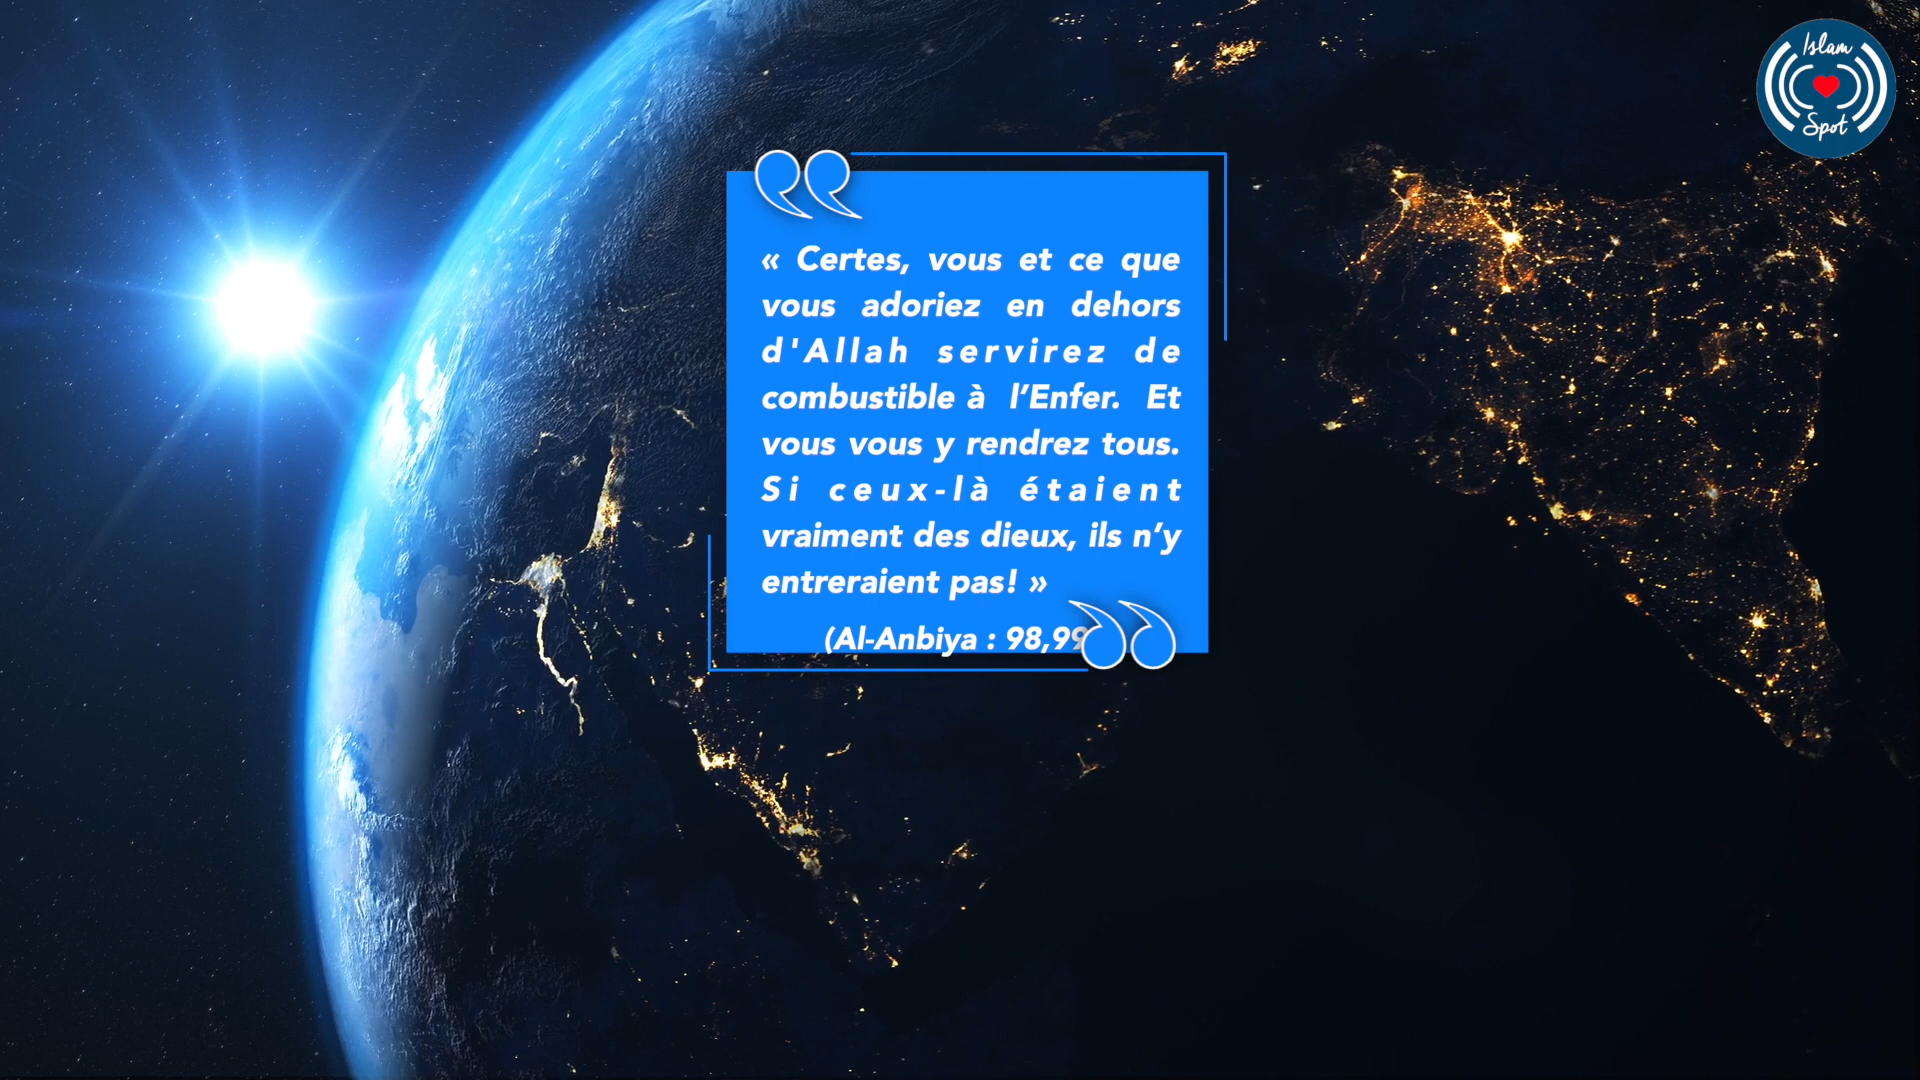 Islam
Spot
« Certes, vous et ce que
vous adoriez en dehors
d'Allah servirez de
combustible à l’Enfer. Et
vous vous y rendrez tous.
Si ceux-là étaient
vraiment des dieux, ils n’y
entreraient pas! »
(Al-Anbiya : 98,99